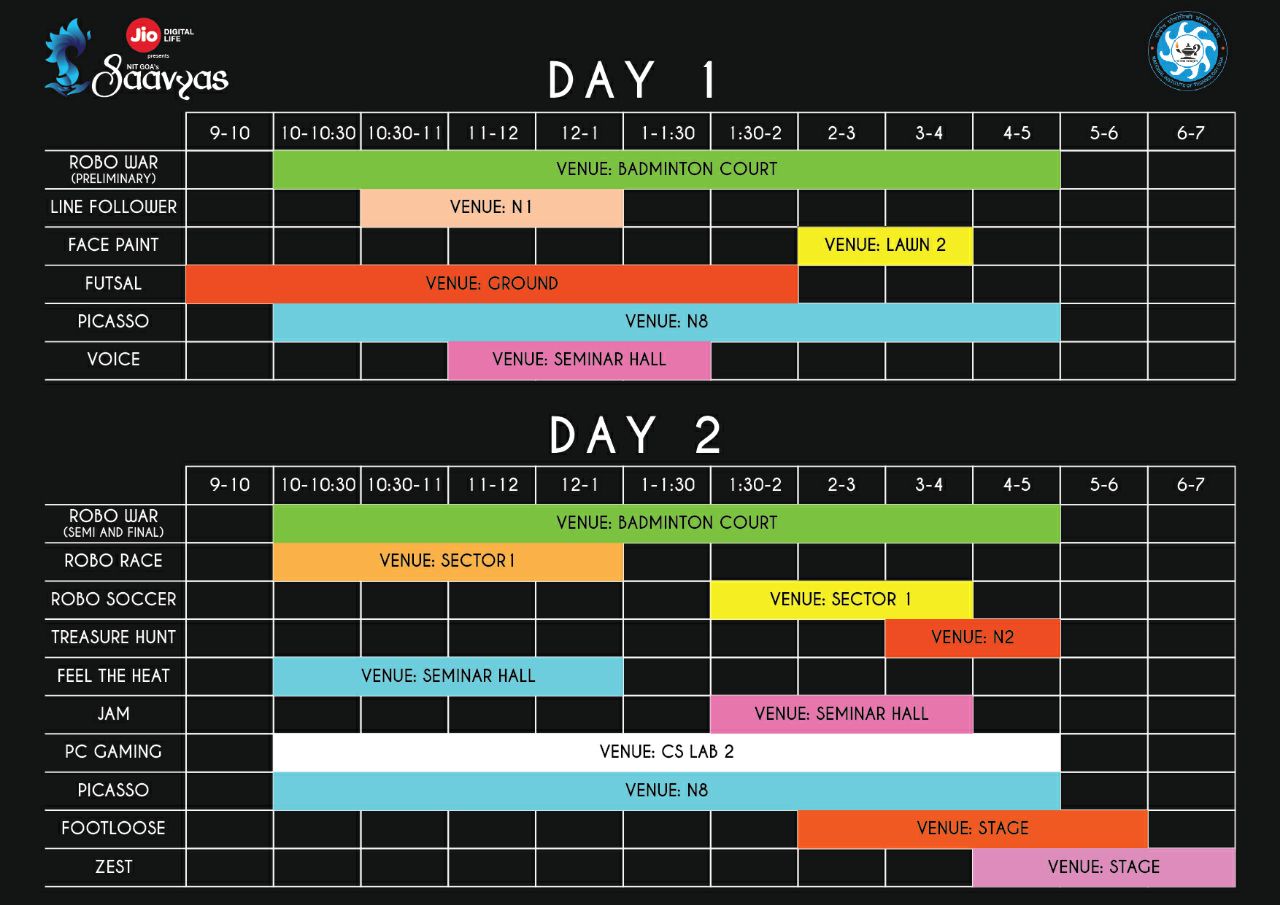 Jio DIGITAL LIFE
presents
NIT GOA's
Saavyas
DAY 1
9-10 10-10:30 10:30-11 11-12 12-1 1-1:30 1:30-2 2-3 3-4 4-5 5-6 6-7
ROBO WAR (PRELIMINARY) VENUE: BADMINTON COURT
LINE FOLLOWER VENUE: N1
FACE PAINT VENUE: LAWN 2
FUTSAL VENUE: GROUND
PICASSO VENUE: N8
VOICE VENUE: SEMINAR HALL
DAY 2
9-10 10-10:30 10:30-11 11-12 12-1 1-1:30 1:30-2 2-3 3-4 4-5 5-6 6-7
ROBO WAR (SEMI AND FINAL) VENUE: BADMINTON COURT
ROBO RACE VENUE: SECTOR1
ROBO SOCCER VENUE: SECTOR 1
TREASURE HUNT VENUE: N2
FEEL THE HEAT VENUE: SEMINAR HALL
JAM VENUE: SEMINAR HALL
PC GAMING VENUE: CS LAB 2
PICASSO VENUE: N8
FOOTLOOSE VENUE: STAGE
ZEST VENUE: STAGE